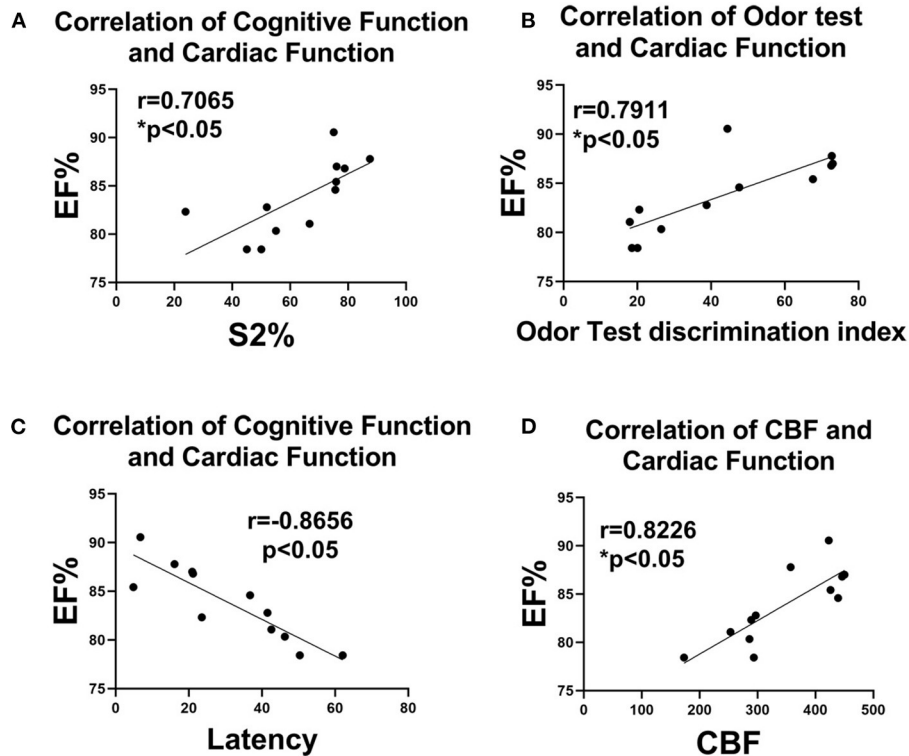 A
Correlation of Cognitive Function
and Cardiac Function
r=0.7065
*p<0.05
EF%
95
90
85
80
75
0 20 40 60 80 100
S2%
B
Correlation of Odor test
and Cardiac Function
r=0.7911
*p<0.05
EF%
95
90
85
80
75
0 20 40 60 80
Odor Test discrimination index
C
Correlation of Cognitive Function
and Cardiac Function
r=-0.8656
p<0.05
EF%
95
90
85
80
75
0 20 40 60 80
Latency
D
Correlation of CBF and
Cardiac Function
r=0.8226
*p<0.05
EF%
95
90
85
80
75
0 100 200 300 400 500
CBF